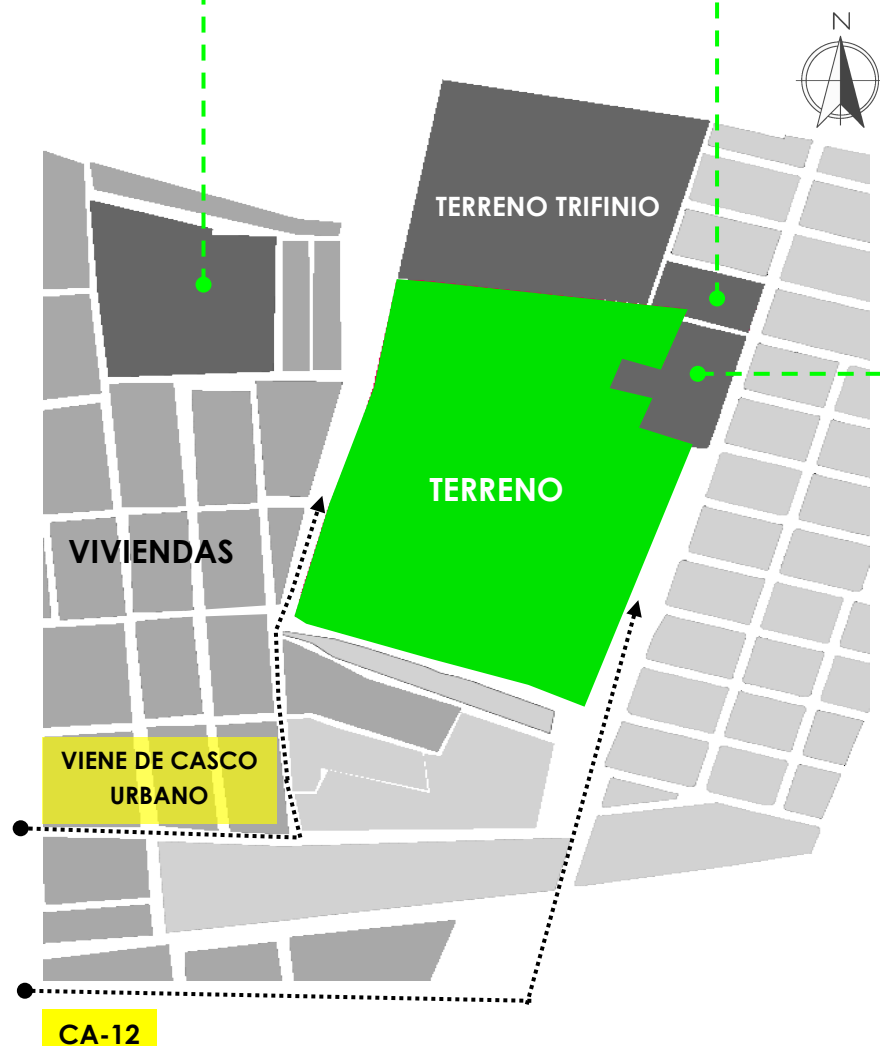 N
TERRENO TRIFINIO
TERRENO
VIVIENDAS
VIENE DE CASCO
URBANO
CA-12